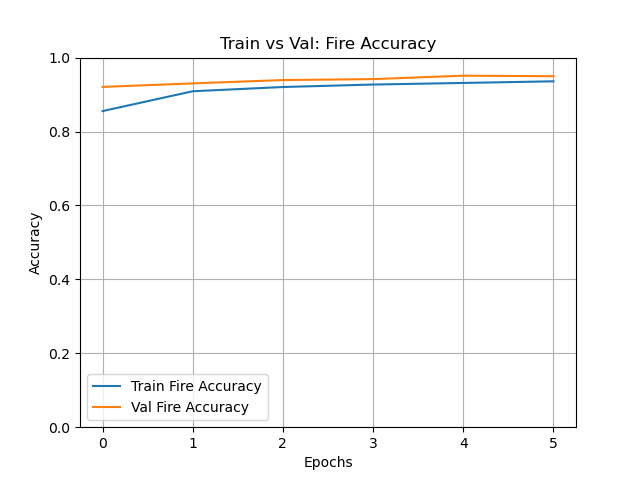 Train vs Val: Fire Accuracy
1.0
0.8
0.6
0.4
0.2
0.0
Accuracy
Train Fire Accuracy
Val Fire Accuracy
0 1 2 3 4 5
Epochs